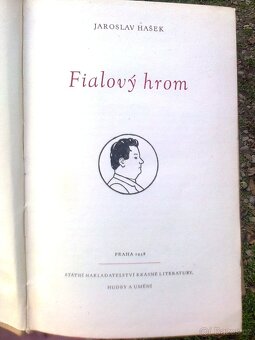 JAROSLAV HAŠEK
Fialový hrom
PRAHA 1958
STÁTNÍ NAKLADATELSTVÍ KRÁSNÉ LITERATURY,
HUDBY A UMĚNÍ